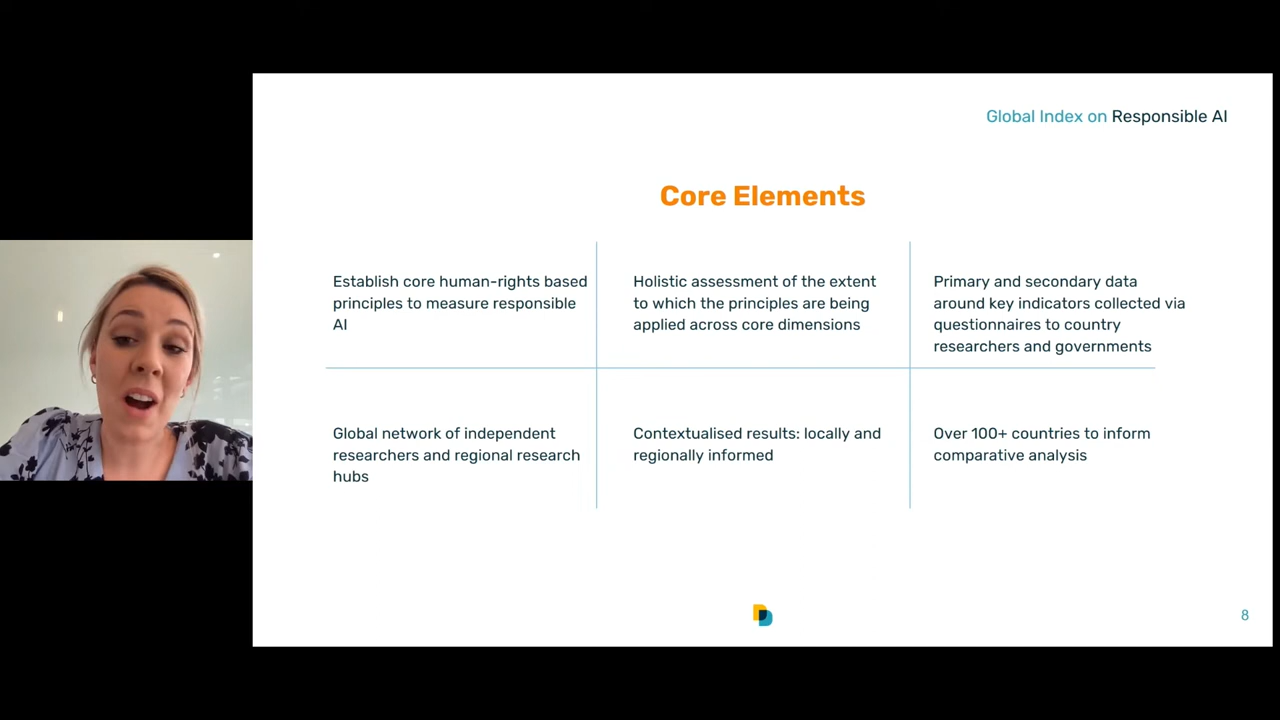 Global Index on Responsible AI
Core Elements
Establish core human-rights based
principles to measure responsible
AI
Holistic assessment of the extent
to which the principles are being
applied across core dimensions
Primary and secondary data
around key indicators collected via
questionnaires to country
researchers and governments
Global network of independent
researchers and regional research
hubs
Contextualised results: locally and
regionally informed
Over 100+ countries to inform
comparative analysis
8